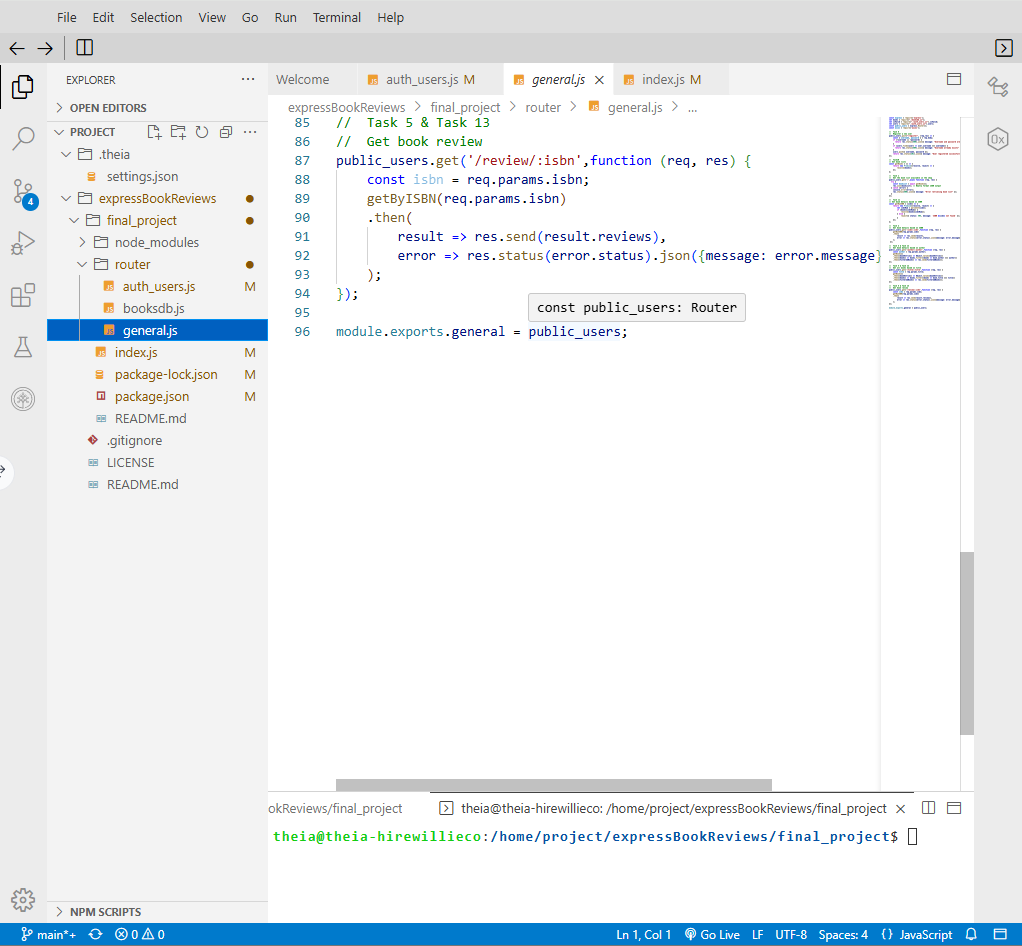 File Edit Selection View Go Run Terminal Help
EXPLORER
Welcome
auth_users.js M
general.js
index.js M
OPEN EDITORS
expressBookReviews > final_project > router > general.js > ...
PROJECT
.theia
settings.json
expressBookReviews
final_project
node_modules
router
auth_users.js M
booksdb.js
general.js
index.js M
package-lock.json M
package.json M
README.md
.gitignore
LICENSE
README.md
NPM SCRIPTS
4
0x
85 // Task 5 & Task 13
86 // Get book review
87 public_users.get('/review/:isbn',function (req, res) {
88 const isbn = req.params.isbn;
89 getByISBN(req.params.isbn)
90 .then(
91 result => res.send(result.reviews),
92 error => res.status(error.status).json({message: error.message}
93 );
94 });
95
const public_users: Router
96 module.exports.general = public_users;
okReviews/final_project
theia@theia-hirewillieco: /home/project/expressBookReviews/final_project
theia@theia-hirewillieco:/home/project/expressBookReviews/final_project$
main*+ 0 0 Ln 1, Col 1 Go Live LF UTF-8 Spaces: 4 {} JavaScript